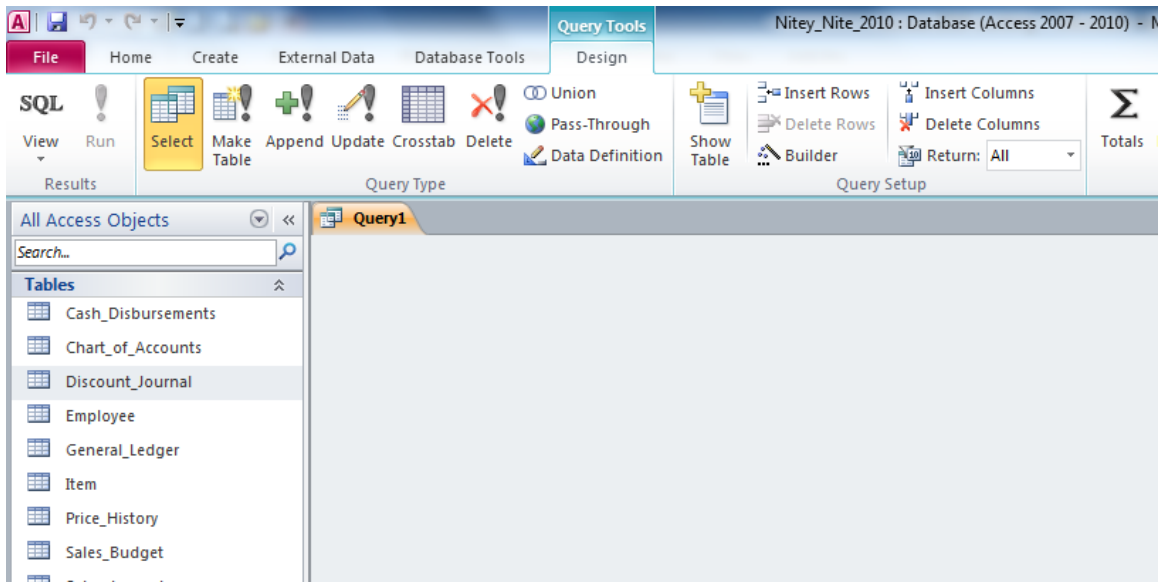 A
Query Tools
Nitey_Nite_2010 : Database (Access 2007 - 2010) -
File Home Create External Data Database Tools Design
SQL
View
Run
Select
Make
Table
Append
Update
Crosstab
Delete
Union
Pass-Through
Data Definition
Show
Table
Insert Rows
Delete Rows
Builder
Insert Columns
Delete Columns
Return: All
Σ
Totals
Results
Query Type
Query Setup
All Access Objects «
Query1
Search...
Tables
Cash_Disbursements
Chart_of_Accounts
Discount_Journal
Employee
General_Ledger
Item
Price_History
Sales_Budget